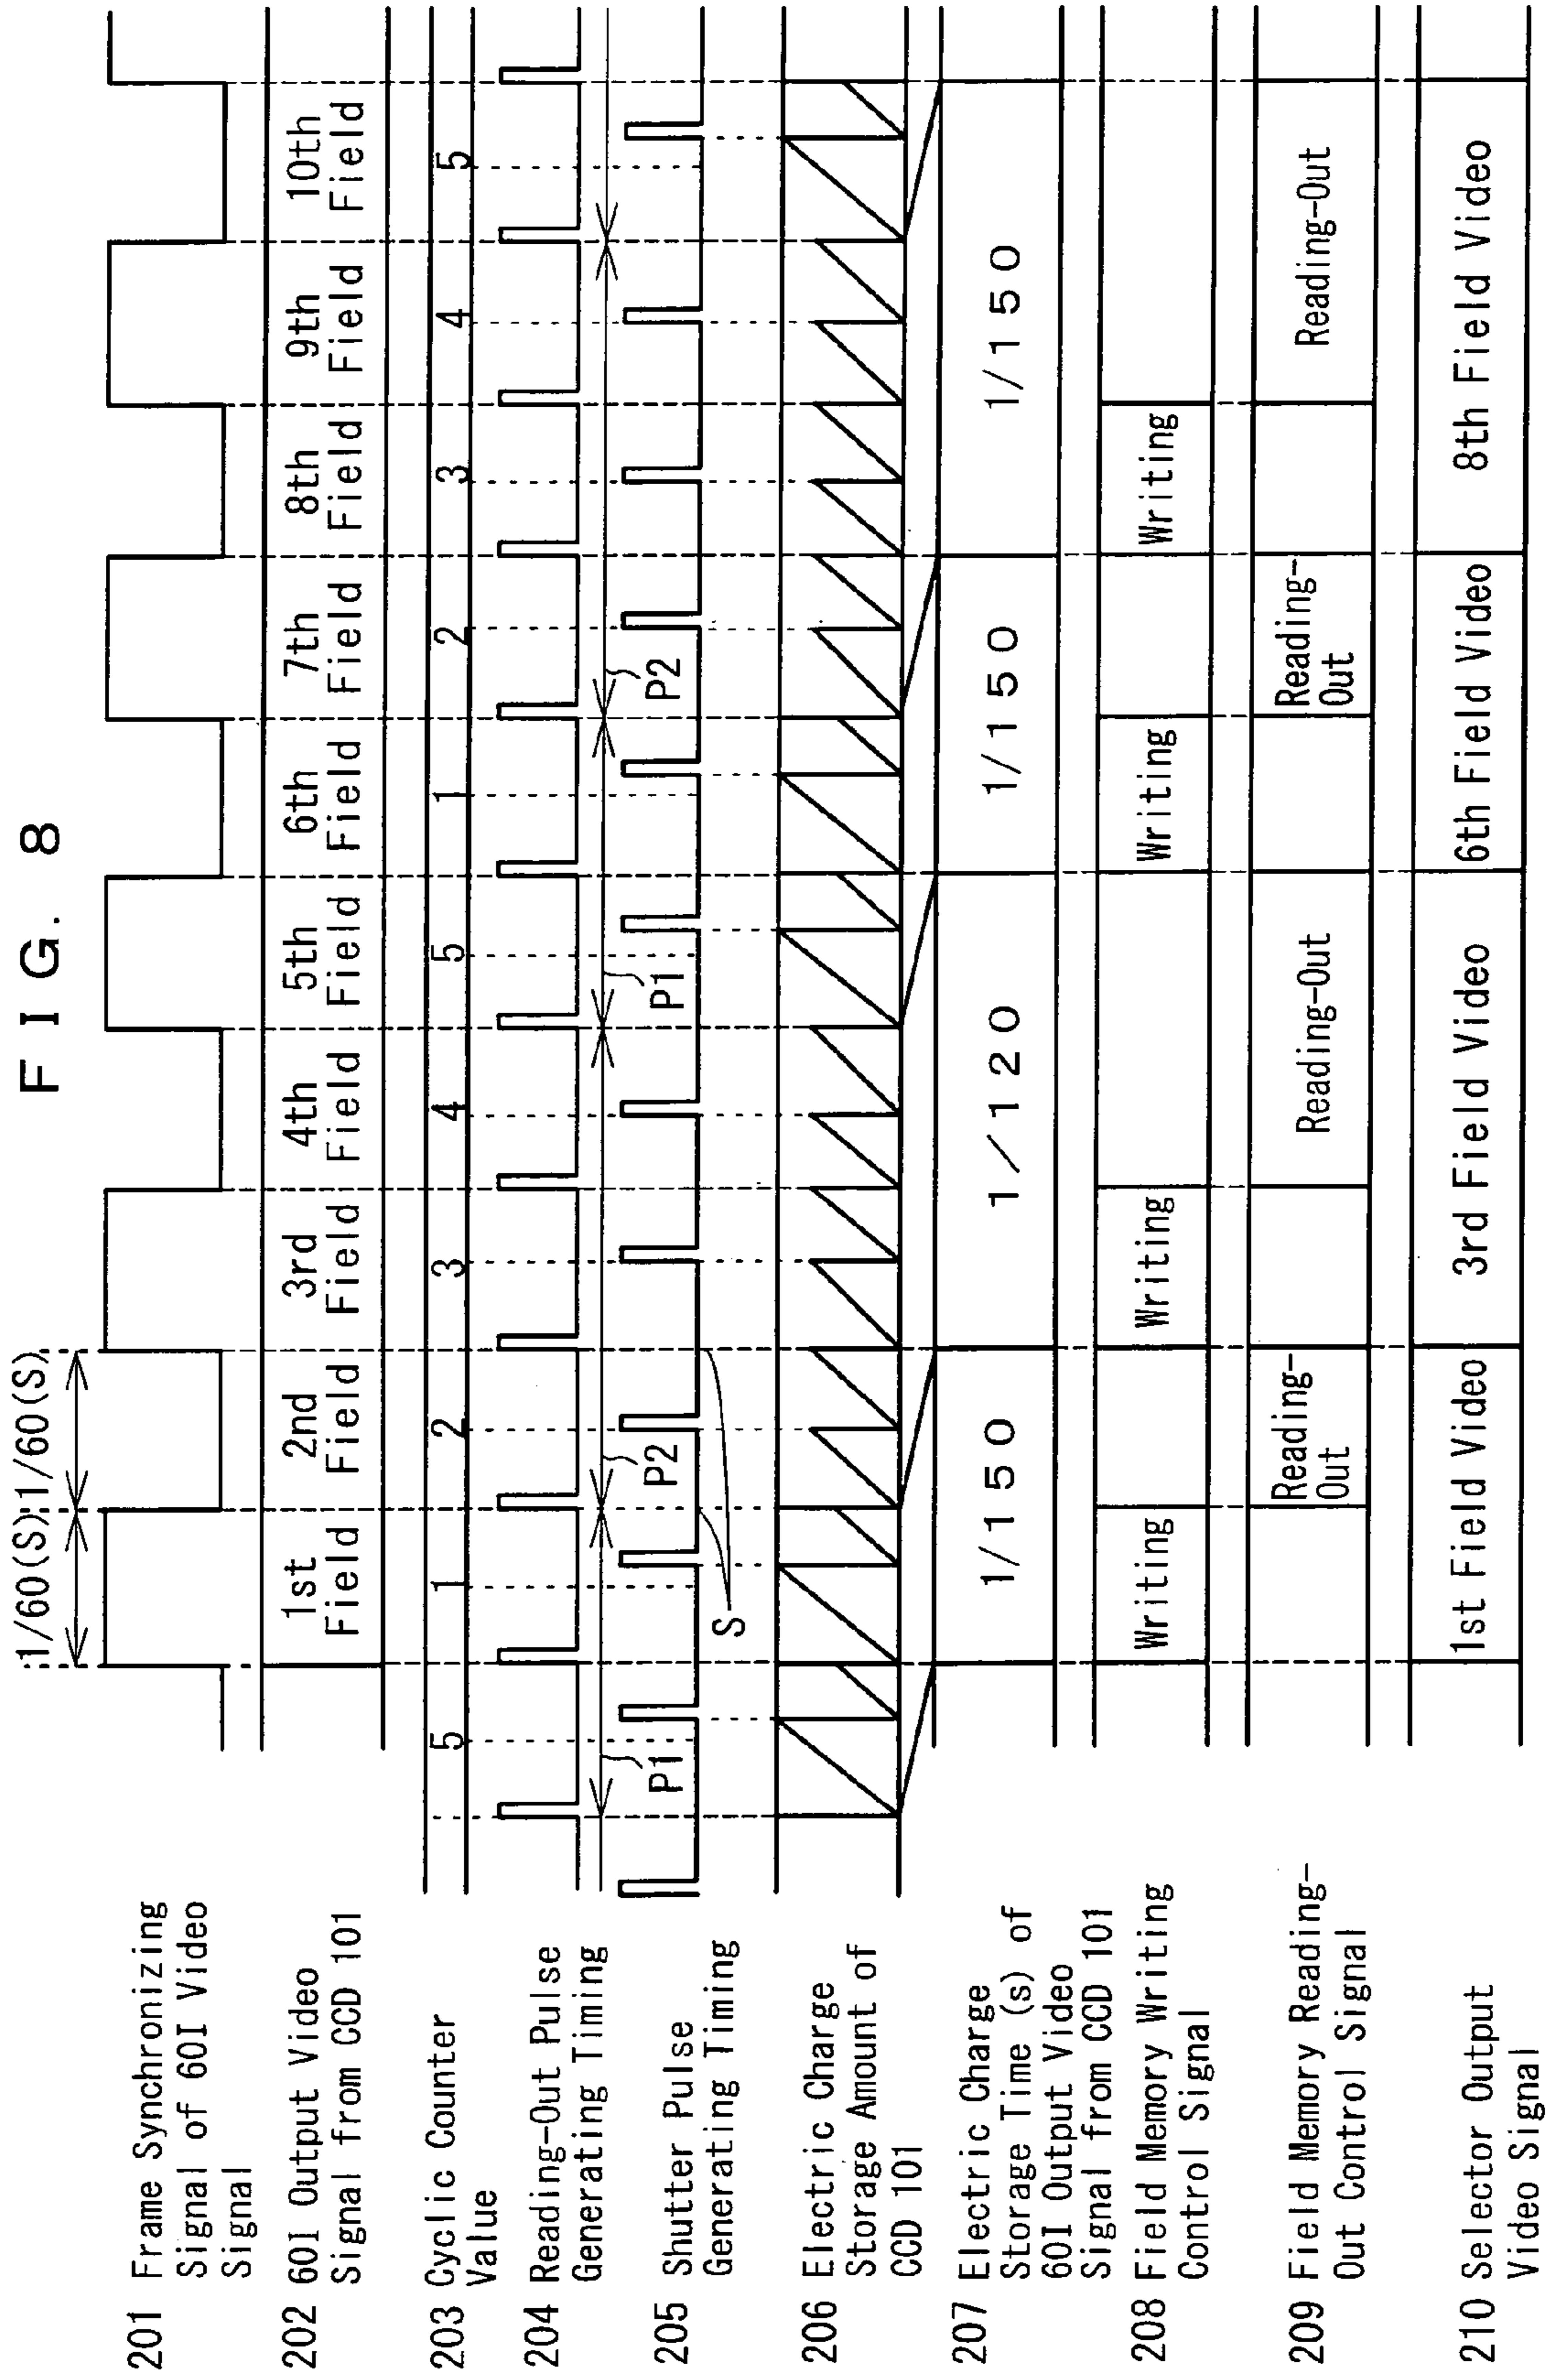 FIG. 8
1/60(S) 1/60(S)
201 Frame Synchronizing
Signal of 60I Video
Signal
202 60I Output Video
Signal from CCD 101
1st
Field
2nd
Field
3rd
Field
4th
Field
5th
Field
6th
Field
7th
Field
8th
Field
9th
Field
10th
Field
203 Cyclic Counter
Value
5 1 2 3 4 5 1 2 3 4 5
204 Reading-Out Pulse
Generating Timing
P1 P2 P1 P2
205 Shutter Pulse
Generating Timing
S
206 Electric Charge
Storage Amount of
CCD 101
207 Electric Charge
Storage Time (s) of
60I Output Video
Signal from CCD 101
1/150 1/120 1/150 1/150
208 Field Memory Writing
Control Signal
Writing Writing Writing Writing
209 Field Memory Reading-
Out Control Signal
Reading-
Out
Reading-Out
Reading-
Out
Reading-Out
210 Selector Output
Video Signal
1st Field Video 3rd Field Video 6th Field Video 8th Field Video